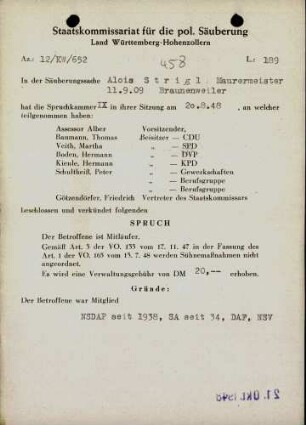 Staatskommissariat für die pol. Säuberung
Land Württemberg-Hohenzollern
Az.: 12/XV/652
458
L: 189
In der Säuberungssache Alois Strigl Maurermeister
11.9.09 Braunenweiler
hat die Spruchkammer IX in ihrer Sitzung am 20.8.48, an welcher
teilgenommen haben:
Assessor Alber Vorsitzender,
Baumann, Thomas Beisitzer — CDU
Veith, Martha „ — SPD
Boden, Hermann „ — DVP
Kienle, Hermann „ — KPD
Schultheiß, Peter „ — Gewerkschaften
„ — Berufsgruppe
„ — Berufsgruppe
Götzendörfer, Friedrich Vertreter des Staatskommissars
beschlossen und verkündet folgenden
SPRUCH
Der Betroffene ist Mitläufer.
Gemäß Art. 3 der VO. 133 vom 17. 11. 47 in der Fassung des
Art. 1 der VO. 165 vom 13. 7. 48 werden Sühnemaßnahmen nicht
angeordnet.
Es wird eine Verwaltungsgebühr von DM 20,-- erhoben.
Gründe:
Der Betroffene war Mitglied
NSDAP seit 1938, SA seit 34, DAF, NSV
21. OKT. 1948